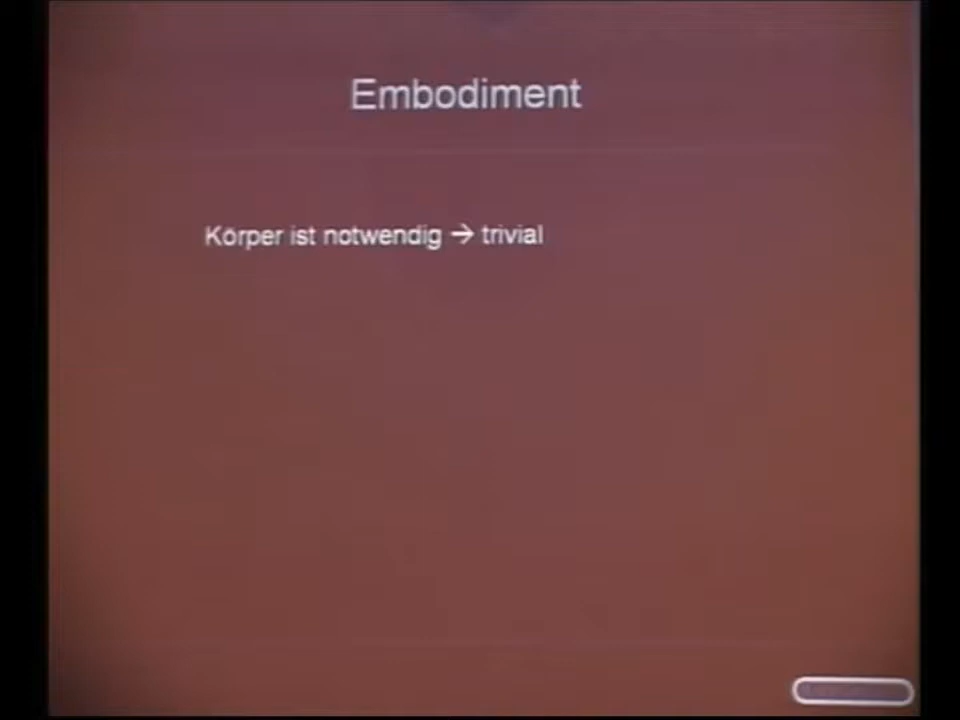 Embodiment
Körper ist notwendig → trivial